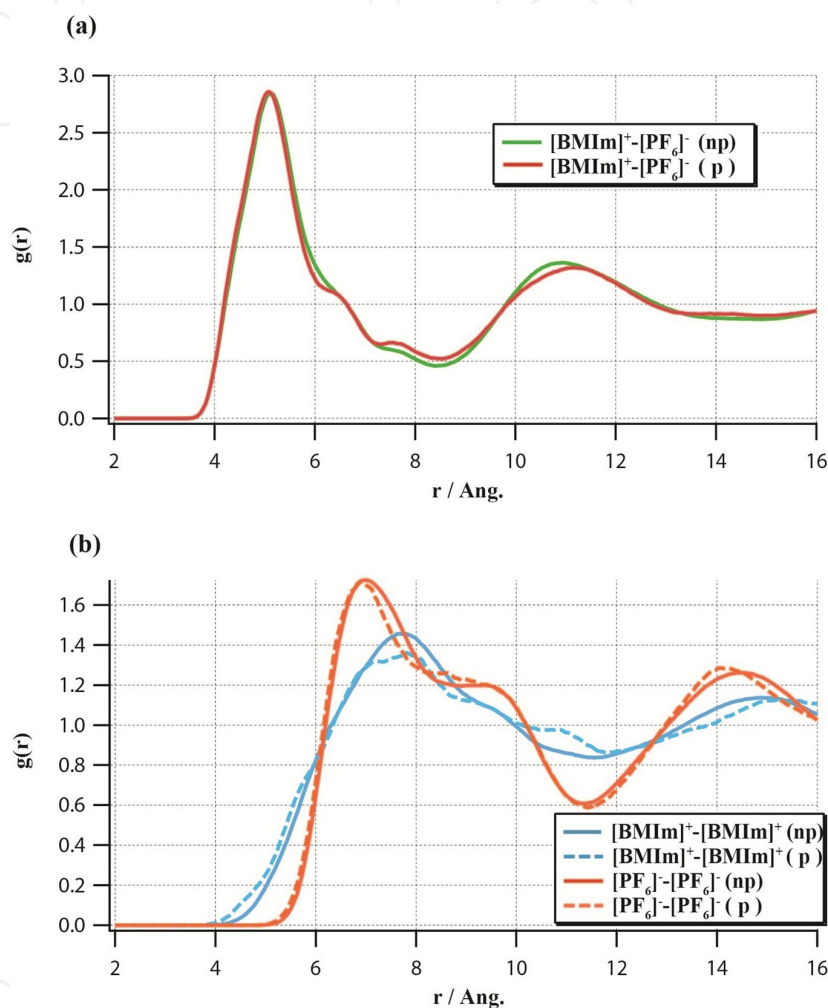 (a)
3.0
2.5
2.0
1.5
1.0
0.5
0.0
g(r)
[BMIm]⁺-[PF₆]⁻ (np)
[BMIm]⁺-[PF₆]⁻ ( p )
2 4 6 8 10 12 14 16
r / Ang.
(b)
1.6
1.4
1.2
1.0
0.8
0.6
0.4
0.2
0.0
g(r)
[BMIm]⁺-[BMIm]⁺ (np)
[BMIm]⁺-[BMIm]⁺ ( p )
[PF₆]⁻-[PF₆]⁻ (np)
[PF₆]⁻-[PF₆]⁻ ( p )
2 4 6 8 10 12 14 16
r / Ang.